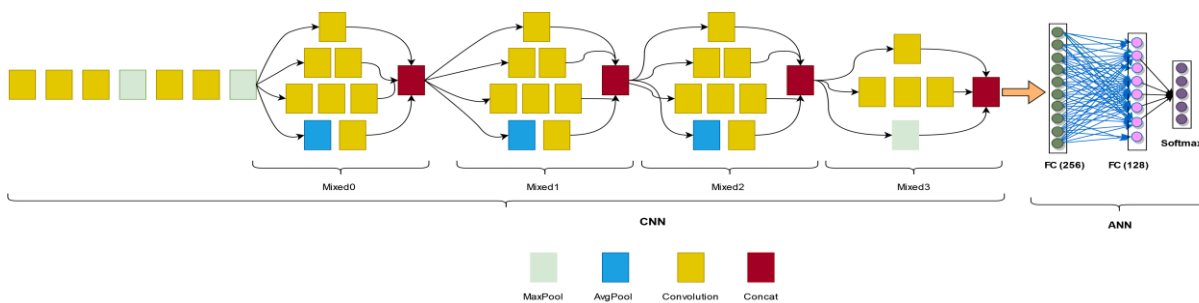 FC (256)
FC (128)
Softmax
Mixed0
Mixed1
Mixed2
Mixed3
CNN
ANN
MaxPool
AvgPool
Convolution
Concat